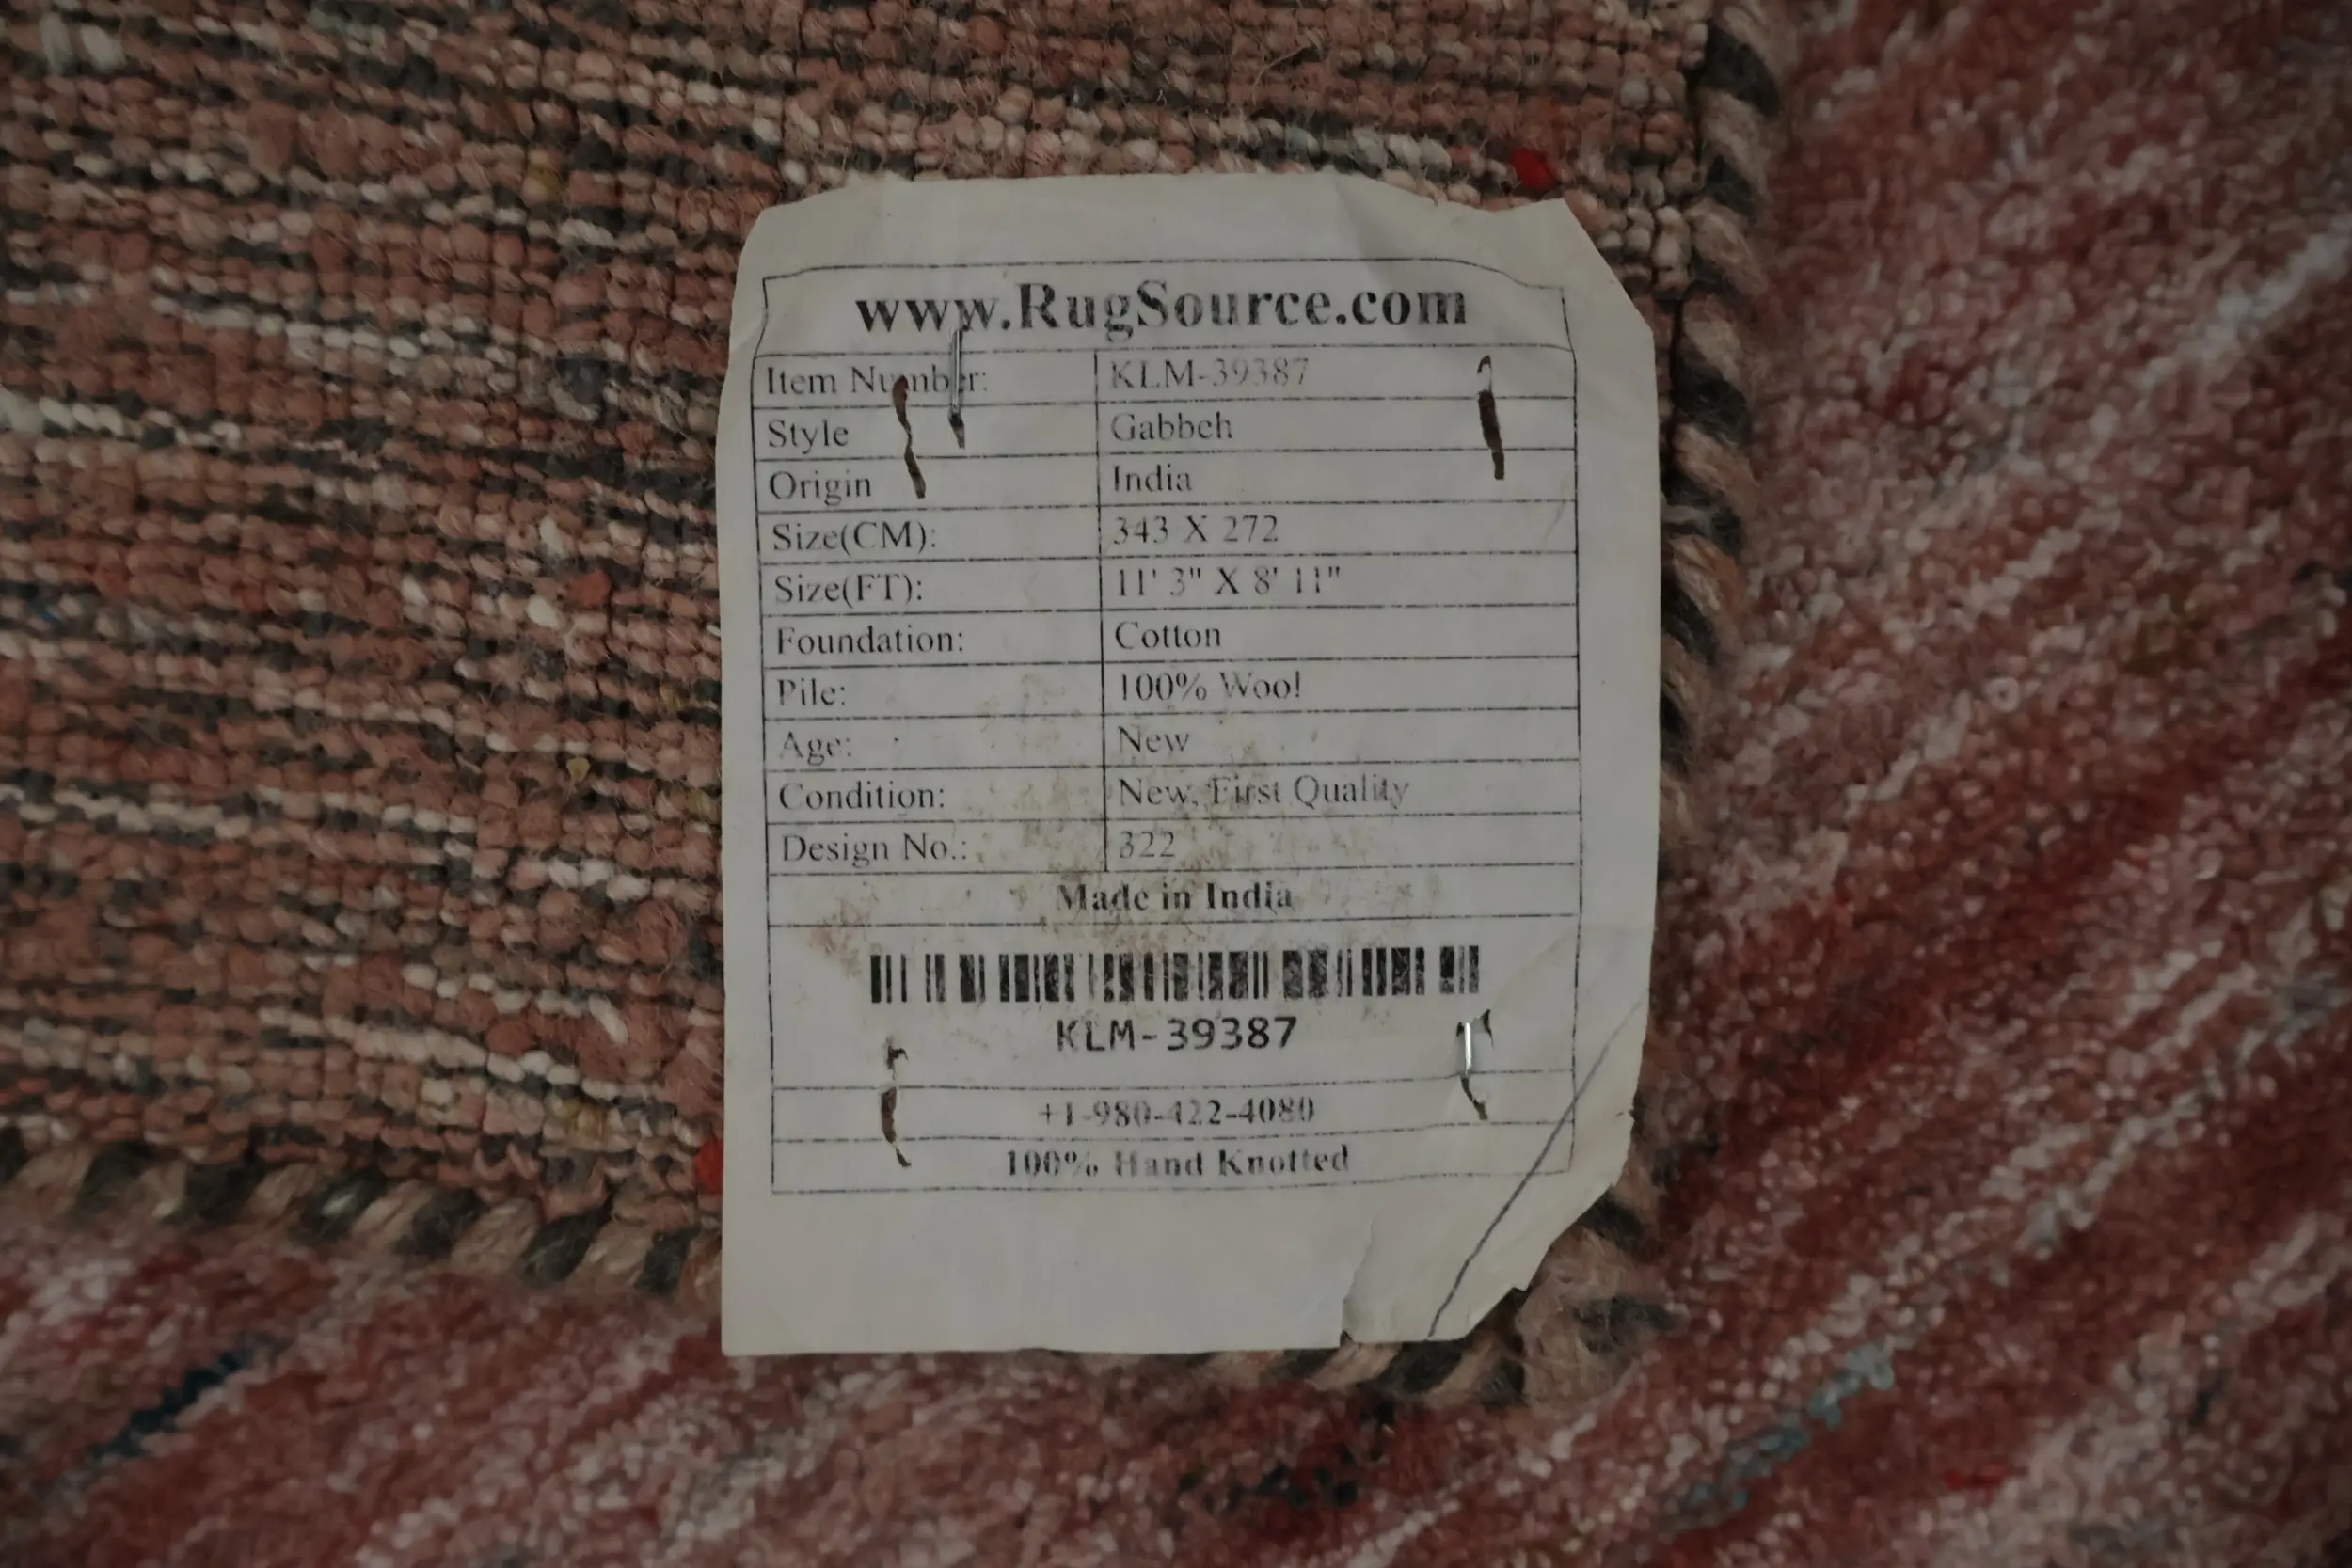 www.RugSource.com
Item Number: KLM-39387
Style Gabbeh
Origin India
Size(CM): 343 X 272
Size(FT): 11' 3" X 8' 11"
Foundation: Cotton
Pile: 100% Wool
Age: New
Condition: New, First Quality
Design No.: 322
Made in India
KLM-39387
+1-980-422-4080
100% Hand Knotted